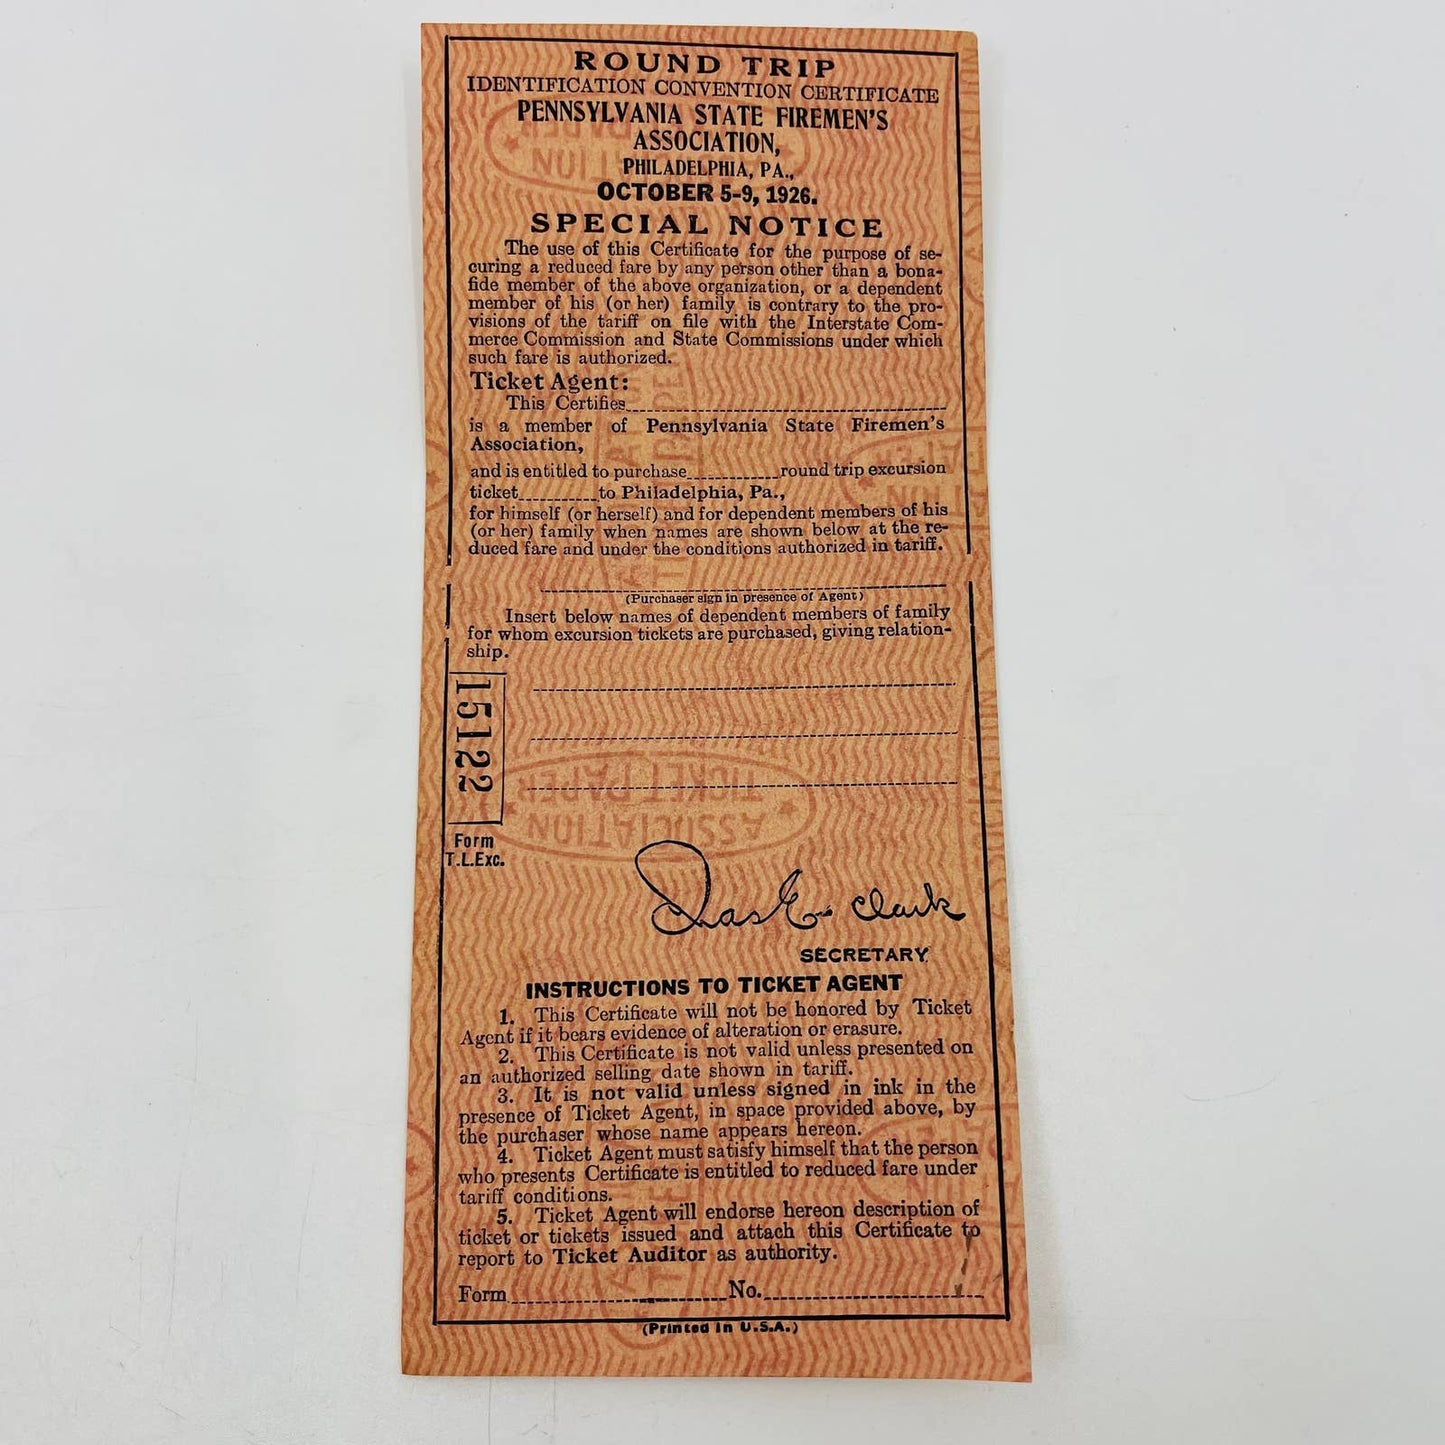 ROUND TRIP
IDENTIFICATION CONVENTION CERTIFICATE
PENNSYLVANIA STATE FIREMEN'S
ASSOCIATION,
PHILADELPHIA, PA.,
OCTOBER 5-9, 1926.
SPECIAL NOTICE
The use of this Certificate for the purpose of se-
curing a reduced fare by any person other than a bona-
fide member of the above organization, or a dependent
member of his (or her) family is contrary to the pro-
visions of the tariff on file with the Interstate Com-
merce Commission and State Commissions under which
such fare is authorized.
Ticket Agent:
This Certifies
is a member of Pennsylvania State Firemen's
Association,
and is entitled to purchase round trip excursion
ticket to Philadelphia, Pa.,
for himself (or herself) and for dependent members of his
(or her) family when names are shown below at the re-
duced fare and under the conditions authorized in tariff.
(Purchaser sign in presence of Agent)
Insert below names of dependent members of family
for whom excursion tickets are purchased, giving relation-
ship.
15122
Form
T.L.Exc.
ASSOCIATION
TICKET PAPER
Jas E. Clark
SECRETARY
INSTRUCTIONS TO TICKET AGENT
1. This Certificate will not be honored by Ticket
Agent if it bears evidence of alteration or erasure.
2. This Certificate is not valid unless presented on
an authorized selling date shown in tariff.
3. It is not valid unless signed in ink in the
presence of Ticket Agent, in space provided above, by
the purchaser whose name appears hereon.
4. Ticket Agent must satisfy himself that the person
who presents Certificate is entitled to reduced fare under
tariff conditions.
5. Ticket Agent will endorse hereon description of
ticket or tickets issued and attach this Certificate to
report to Ticket Auditor as authority.
Form No.
(Printed in U.S.A.)